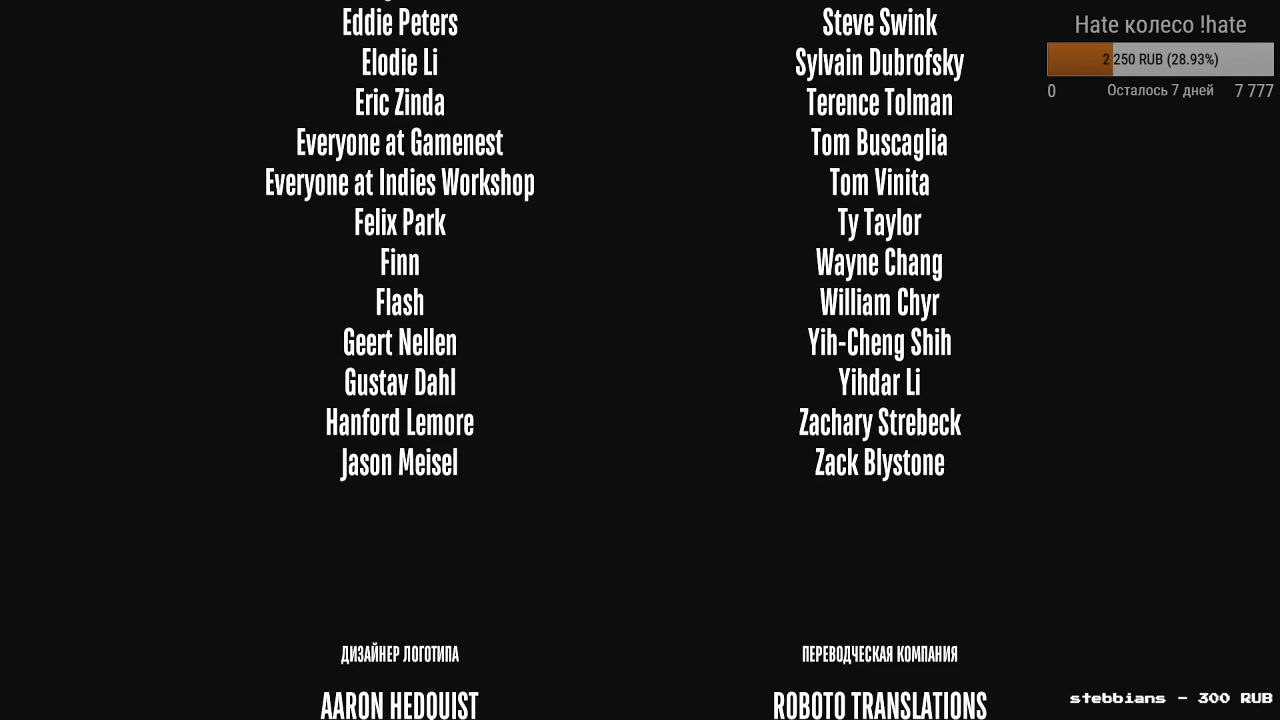 Eddie Peters
Elodie Li
Eric Zinda
Everyone at Gamenest
Everyone at Indies Workshop
Felix Park
Finn
Flash
Geert Nellen
Gustav Dahl
Hanford Lemore
Jason Meisel
Steve Swink
Sylvain Dubrofsky
Terence Tolman
Tom Buscaglia
Tom Vinita
Ty Taylor
Wayne Chang
William Chyr
Yih-Cheng Shih
Yihdar Li
Zachary Strebeck
Zack Blystone
ДИЗАЙНЕР ЛОГОТИПА
AARON HEDQUIST
ПЕРЕВОДЧЕСКАЯ КОМПАНИЯ
ROBOTO TRANSLATIONS
Hate колесо !hate
2 250 RUB (28.93%)
0 Осталось 7 дней 7 777
stebbians - 300 RUB